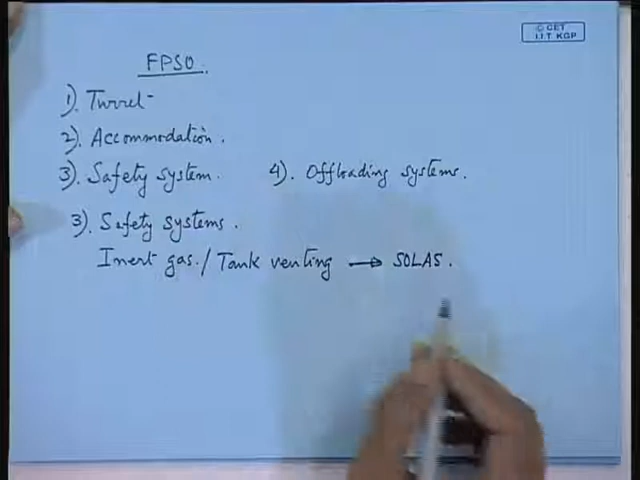 © CET
I.I.T KGP
FPSO.
1). Turret
2). Accommodation.
3). Safety system. 4). Offloading systems.
3). Safety systems.
Inert gas. / Tank venting → SOLAS.